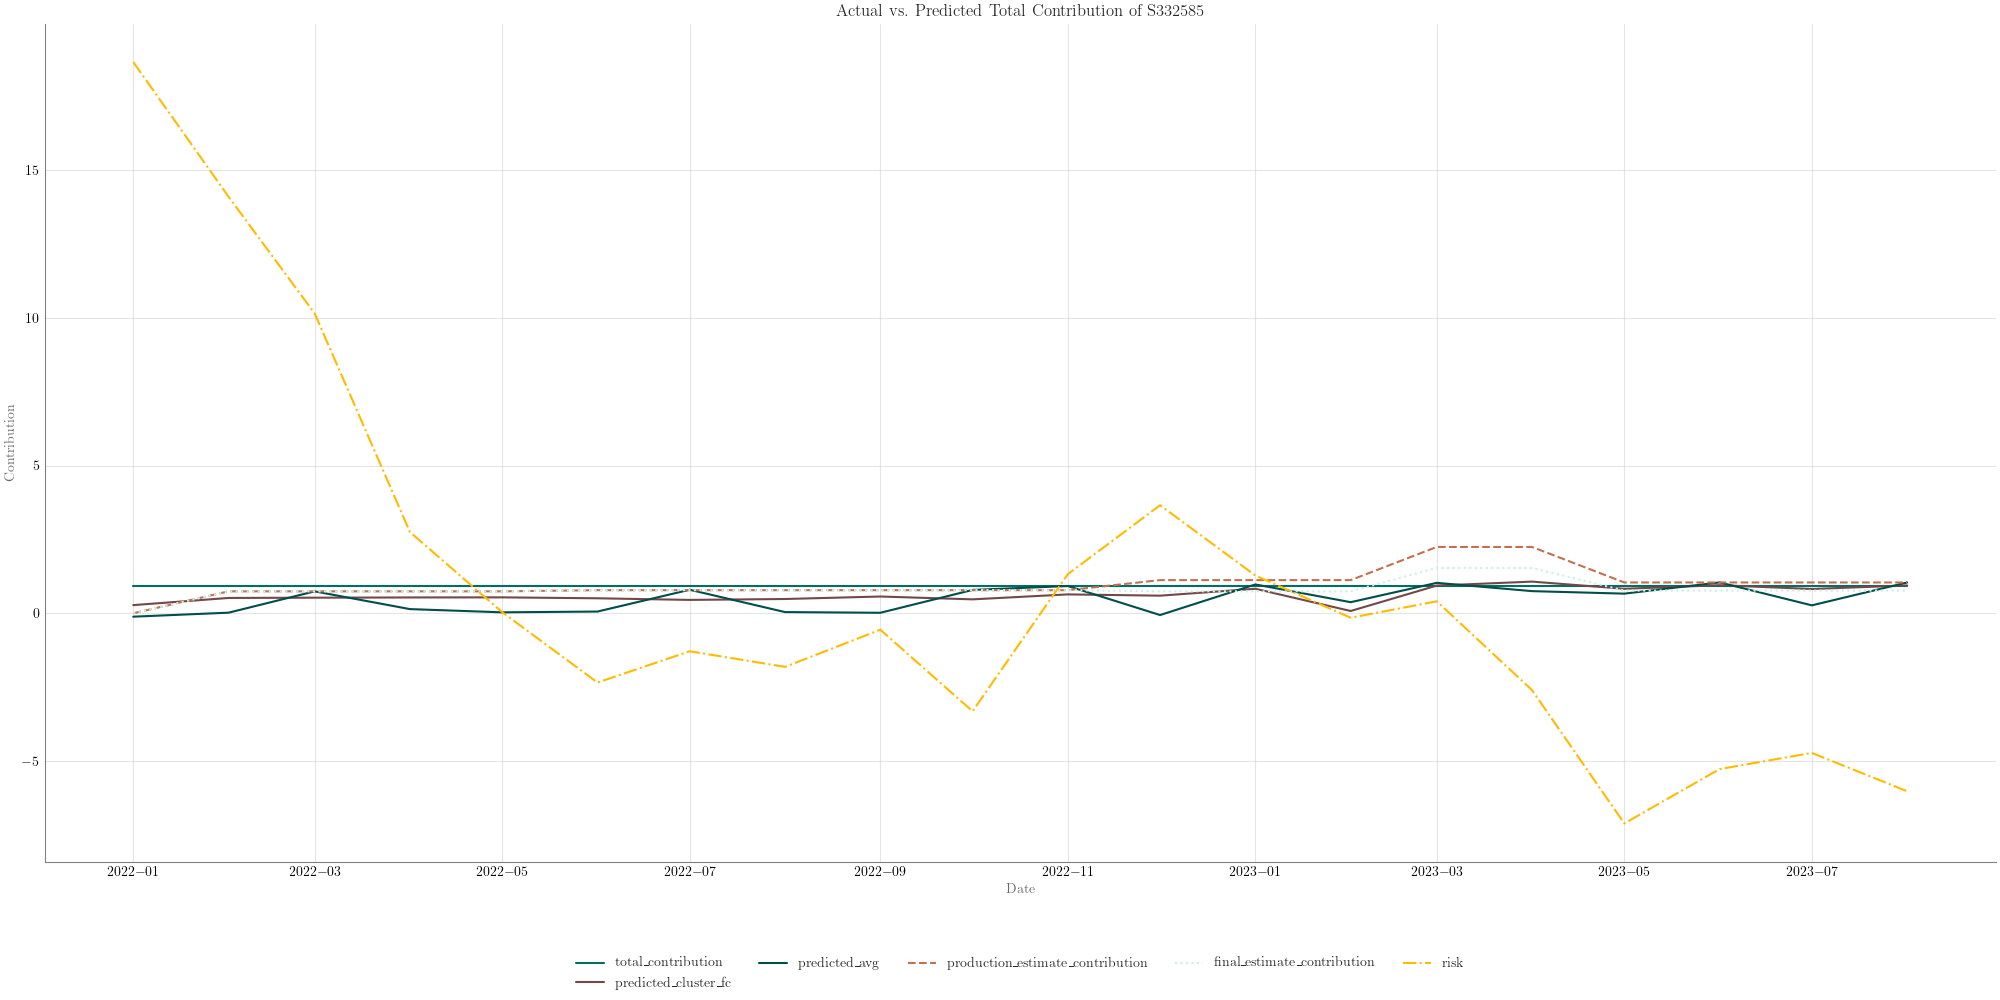 Actual vs. Predicted Total Contribution of S332585
Contribution
15
10
5
0
−5
2022−01 2022−03 2022−05 2022−07 2022−09 2022−11 2023−01 2023−03 2023−05 2023−07
Date
total_contribution predicted_avg production_estimate_contribution final_estimate_contribution risk
predicted_cluster_fc